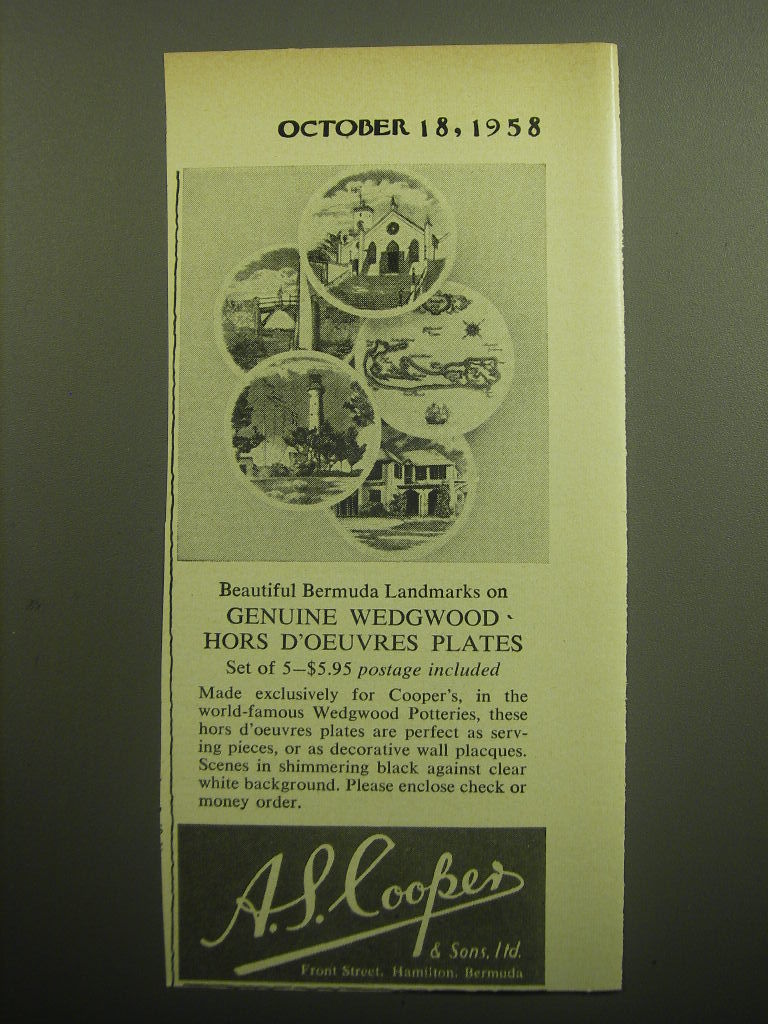 OCTOBER 18, 1958
Beautiful Bermuda Landmarks on
GENUINE WEDGWOOD
HORS D'OEUVRES PLATES
Set of 5—$5.95 postage included
Made exclusively for Cooper's, in the
world-famous Wedgwood Potteries, these
hors d'oeuvres plates are perfect as serv-
ing pieces, or as decorative wall placques.
Scenes in shimmering black against clear
white background. Please enclose check or
money order.
A.S. Cooper
& Sons, Ltd.
Front Street, Hamilton, Bermuda